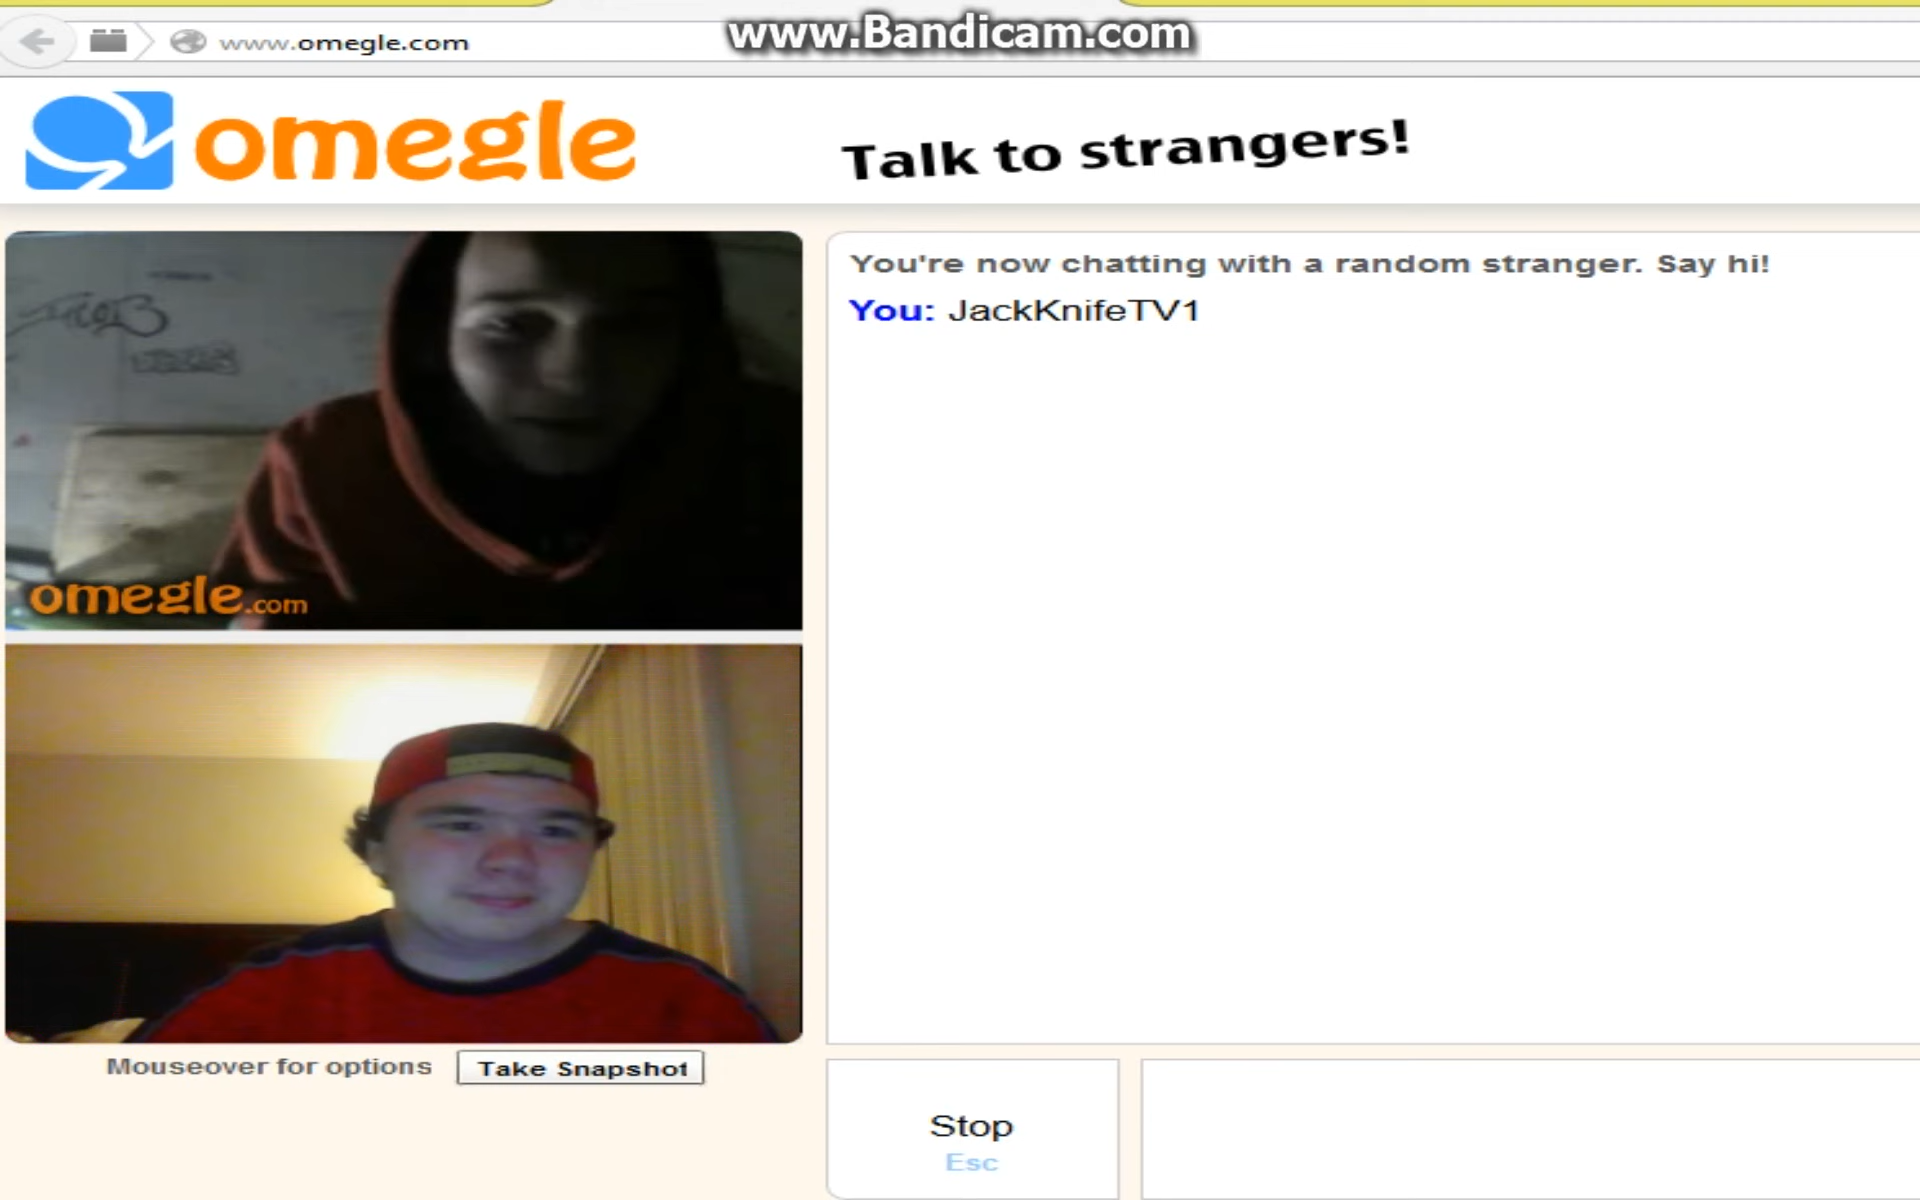 www.Bandicam.com
www.omegle.com
omegle
Talk to strangers!
You're now chatting with a random stranger. Say hi!
You: JackKnifeTV1
omegle.com
Mouseover for options
Take Snapshot
Stop
Esc